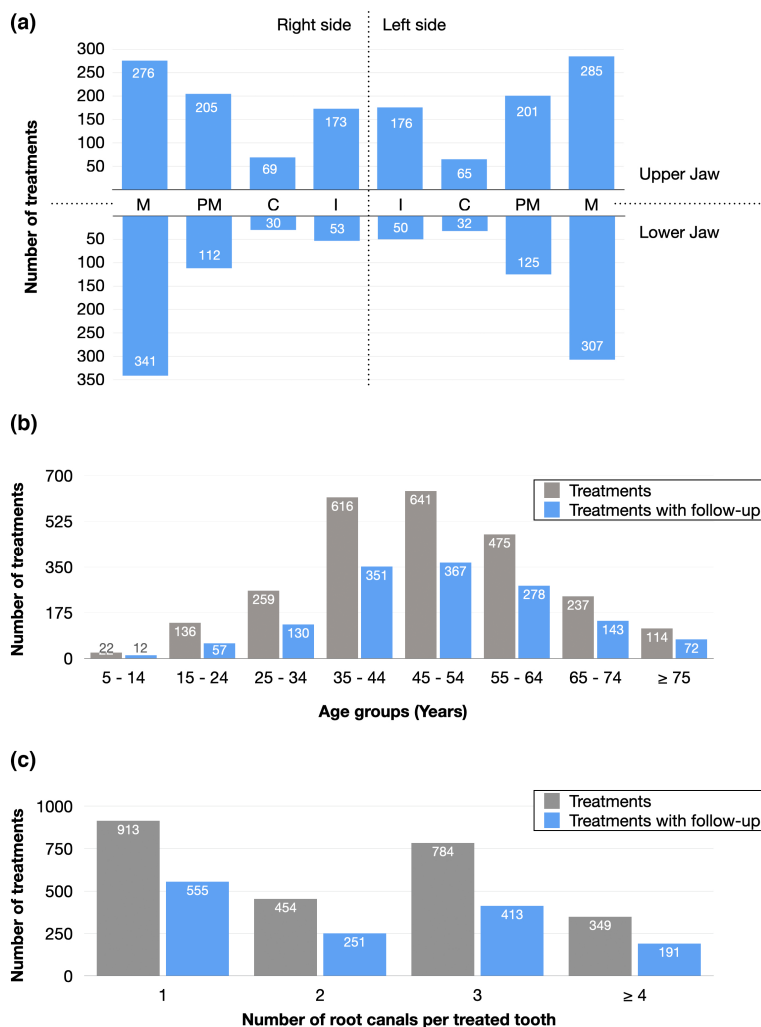 (a)
Right side Left side
Number of treatments
300
250
200
150
100
50
276 205 69 173 176 65 201 285
Upper Jaw
M PM C I I C PM M
Lower Jaw
50
100
150
200
250
300
350
341 112 30 53 50 32 125 307
(b)
Number of treatments
700
525
350
175
0
Treatments
Treatments with follow-up
22 12 136 57 259 130 616 351 641 367 475 278 237 143 114 72
5 - 14 15 - 24 25 - 34 35 - 44 45 - 54 55 - 64 65 - 74 ≥ 75
Age groups (Years)
(c)
Number of treatments
1000
750
500
250
0
Treatments
Treatments with follow-up
913 555 454 251 784 413 349 191
1 2 3 ≥ 4
Number of root canals per treated tooth